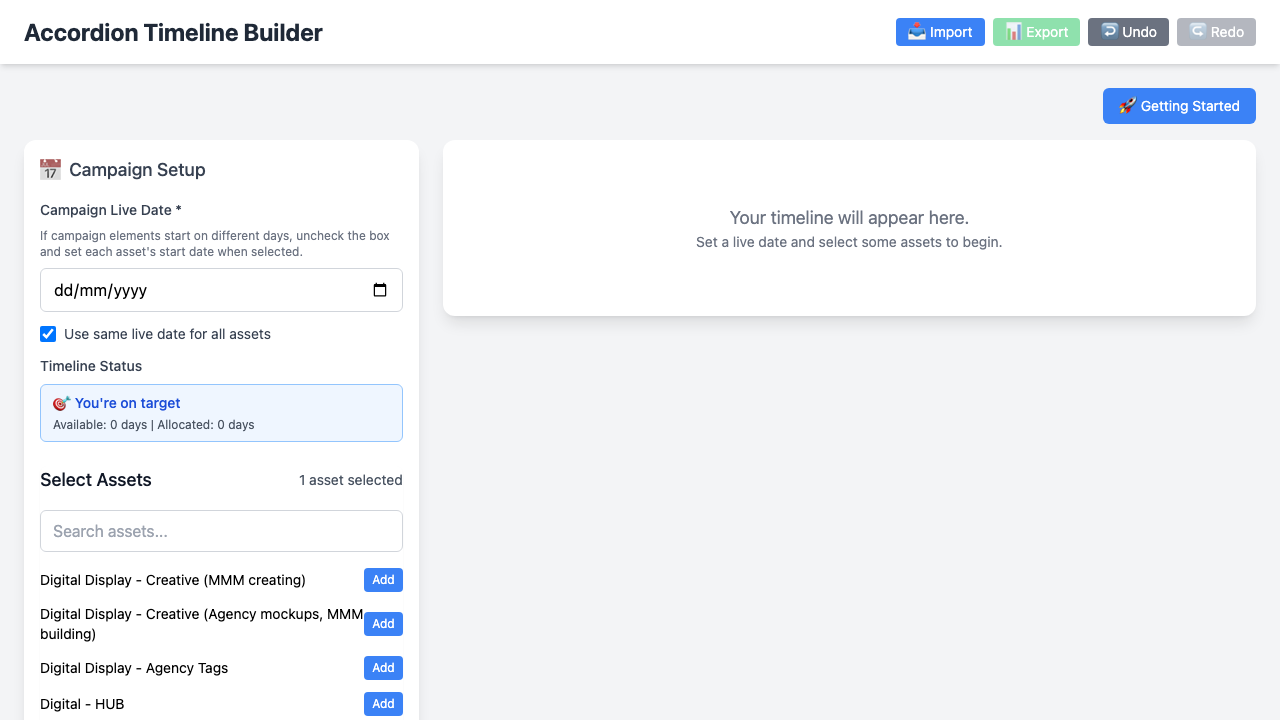 Accordion Timeline Builder
📥 Import
📊 Export
↩️ Undo
↪️ Redo
🚀 Getting Started
📅 Campaign Setup
Campaign Live Date *
If campaign elements start on different days, uncheck the box
and set each asset's start date when selected.
dd/mm/yyyy
Use same live date for all assets
Timeline Status
🎯 You're on target
Available: 0 days | Allocated: 0 days
Select Assets
1 asset selected
Search assets...
Digital Display - Creative (MMM creating)
Add
Digital Display - Creative (Agency mockups, MMM
building)
Add
Digital Display - Agency Tags
Add
Digital - HUB
Add
Your timeline will appear here.
Set a live date and select some assets to begin.